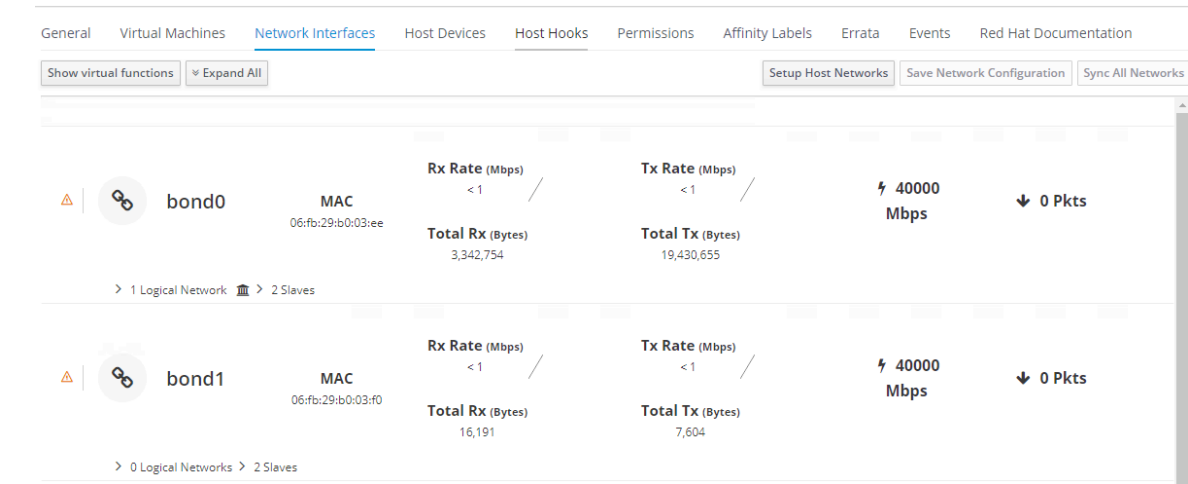 General Virtual Machines Network Interfaces Host Devices Host Hooks Permissions Affinity Labels Errata Events Red Hat Documentation
Show virtual functions Expand All Setup Host Networks Save Network Configuration Sync All Networks
bond0
MAC
06:fb:29:b0:03:ee
Rx Rate (Mbps)
< 1
Total Rx (Bytes)
3,342,754
Tx Rate (Mbps)
< 1
Total Tx (Bytes)
19,430,655
40000
Mbps
0 Pkts
1 Logical Network > 2 Slaves
bond1
MAC
06:fb:29:b0:03:f0
Rx Rate (Mbps)
< 1
Total Rx (Bytes)
16,191
Tx Rate (Mbps)
< 1
Total Tx (Bytes)
7,604
40000
Mbps
0 Pkts
0 Logical Networks > 2 Slaves